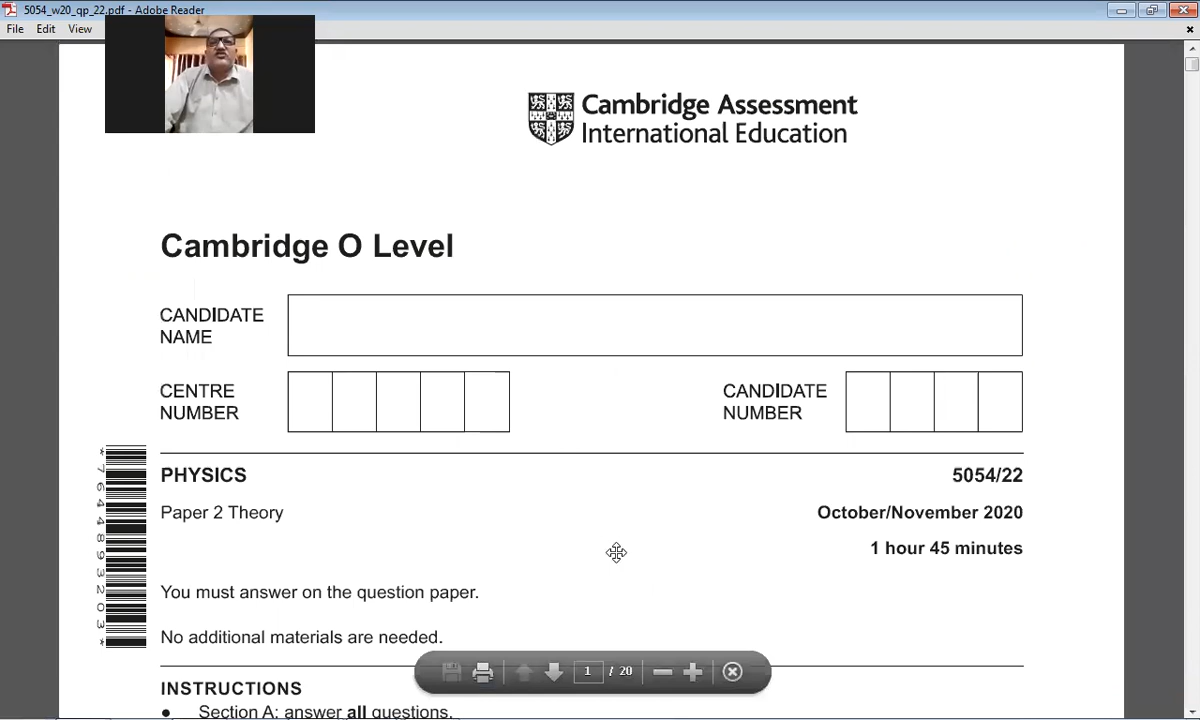 5054_w20_qp_22.pdf - Adobe Reader
File Edit View
Cambridge Assessment
International Education
Cambridge O Level
CANDIDATE
NAME
CENTRE
NUMBER
CANDIDATE
NUMBER
PHYSICS 5054/22
Paper 2 Theory October/November 2020
1 hour 45 minutes
You must answer on the question paper.
No additional materials are needed.
*7644893203*
1 / 20
INSTRUCTIONS
● Section A: answer all questions.